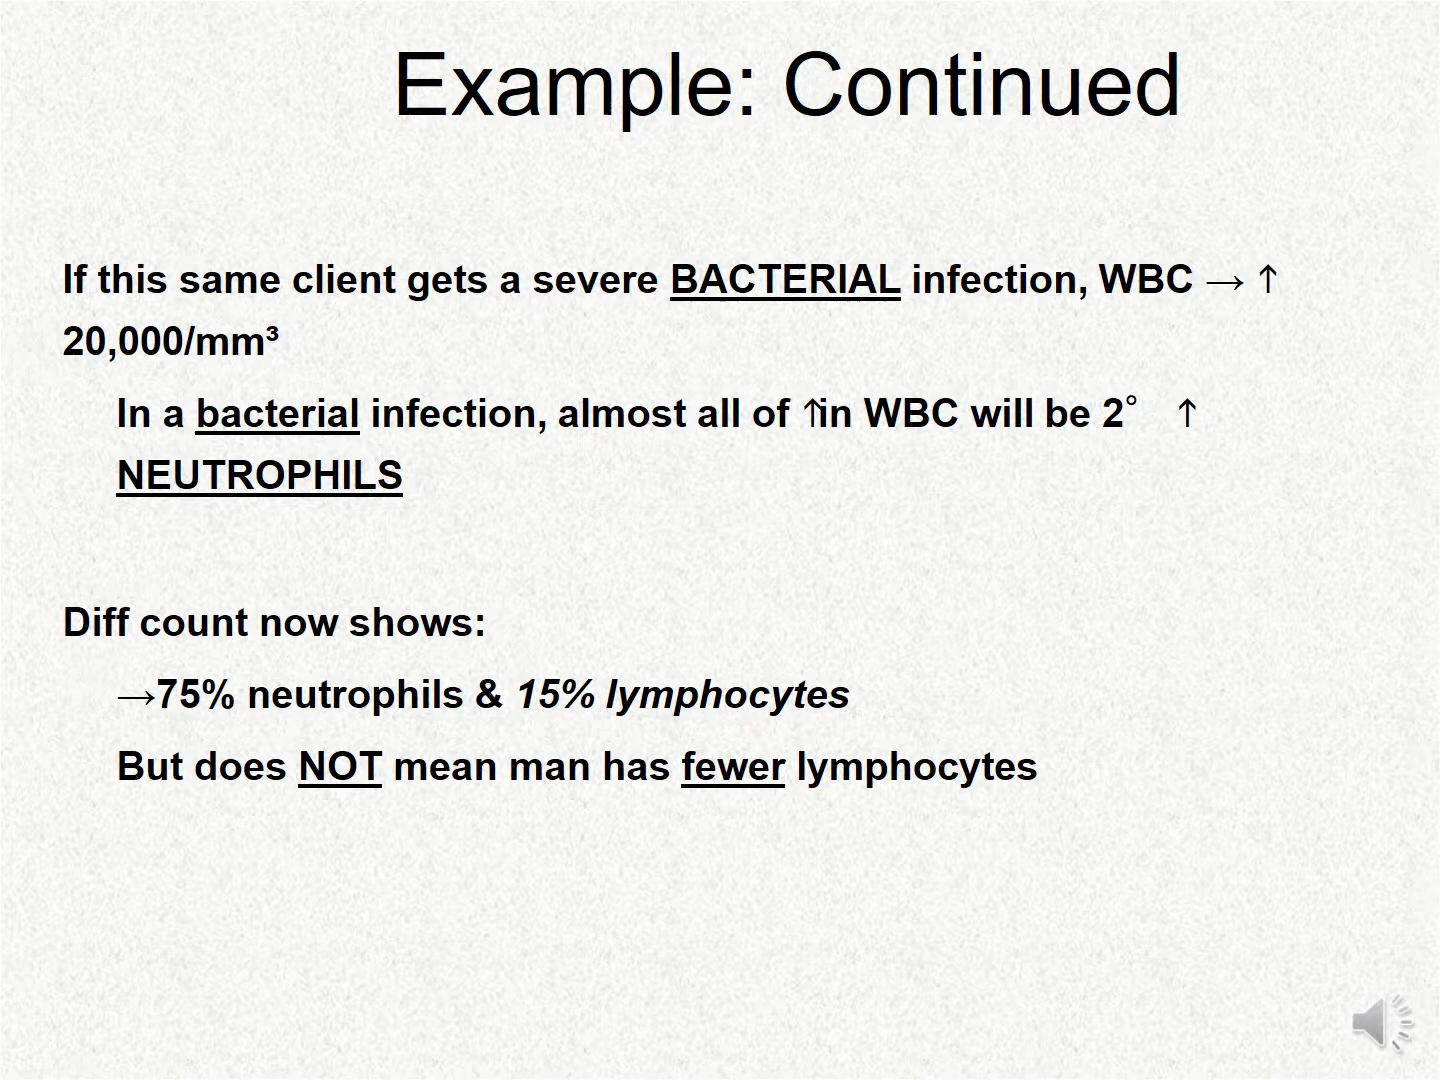 Example: Continued
If this same client gets a severe BACTERIAL infection, WBC → ↑
20,000/mm³
In a bacterial infection, almost all of ↑in WBC will be 2° ↑
NEUTROPHILS
Diff count now shows:
→75% neutrophils & 15% lymphocytes
But does NOT mean man has fewer lymphocytes